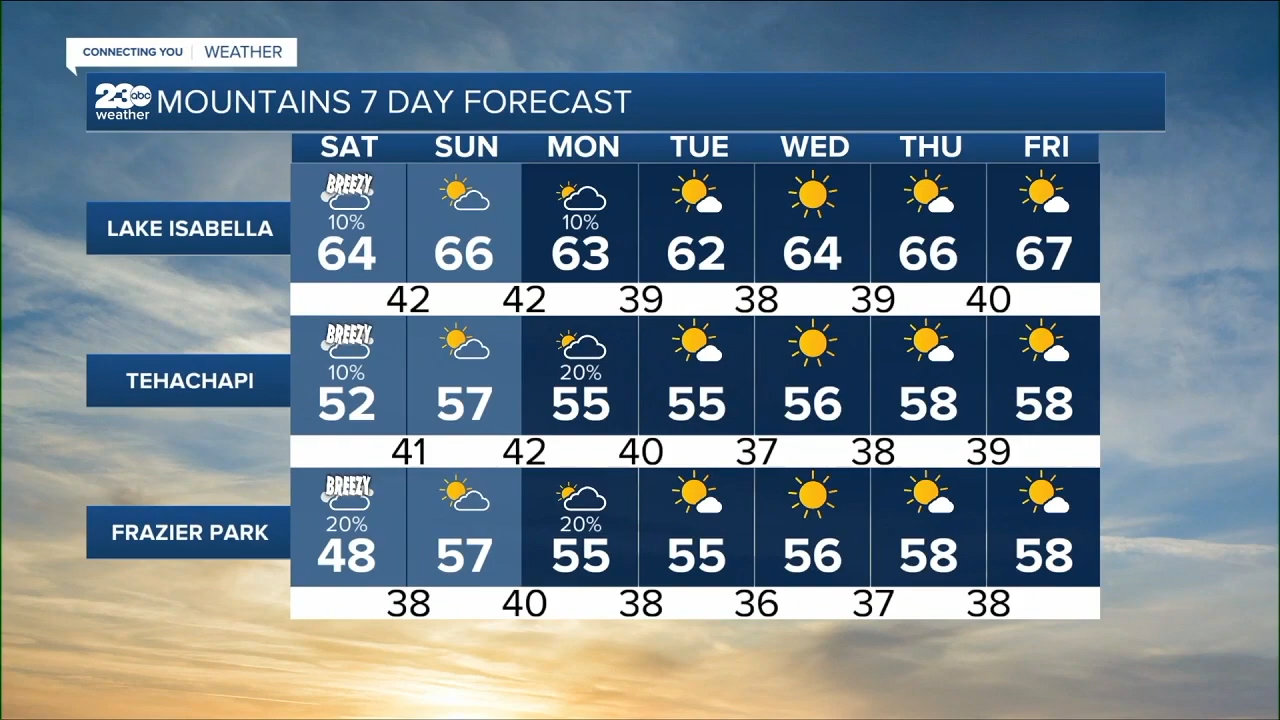 CONNECTING YOU | WEATHER
23 abc
weather
MOUNTAINS 7 DAY FORECAST
SAT SUN MON TUE WED THU FRI
LAKE ISABELLA
BREEZY
10% 10%
64 66 63 62 64 66 67
42 42 39 38 39 40
TEHACHAPI
BREEZY
10% 20%
52 57 55 55 56 58 58
41 42 40 37 38 39
FRAZIER PARK
BREEZY
20% 20%
48 57 55 55 56 58 58
38 40 38 36 37 38